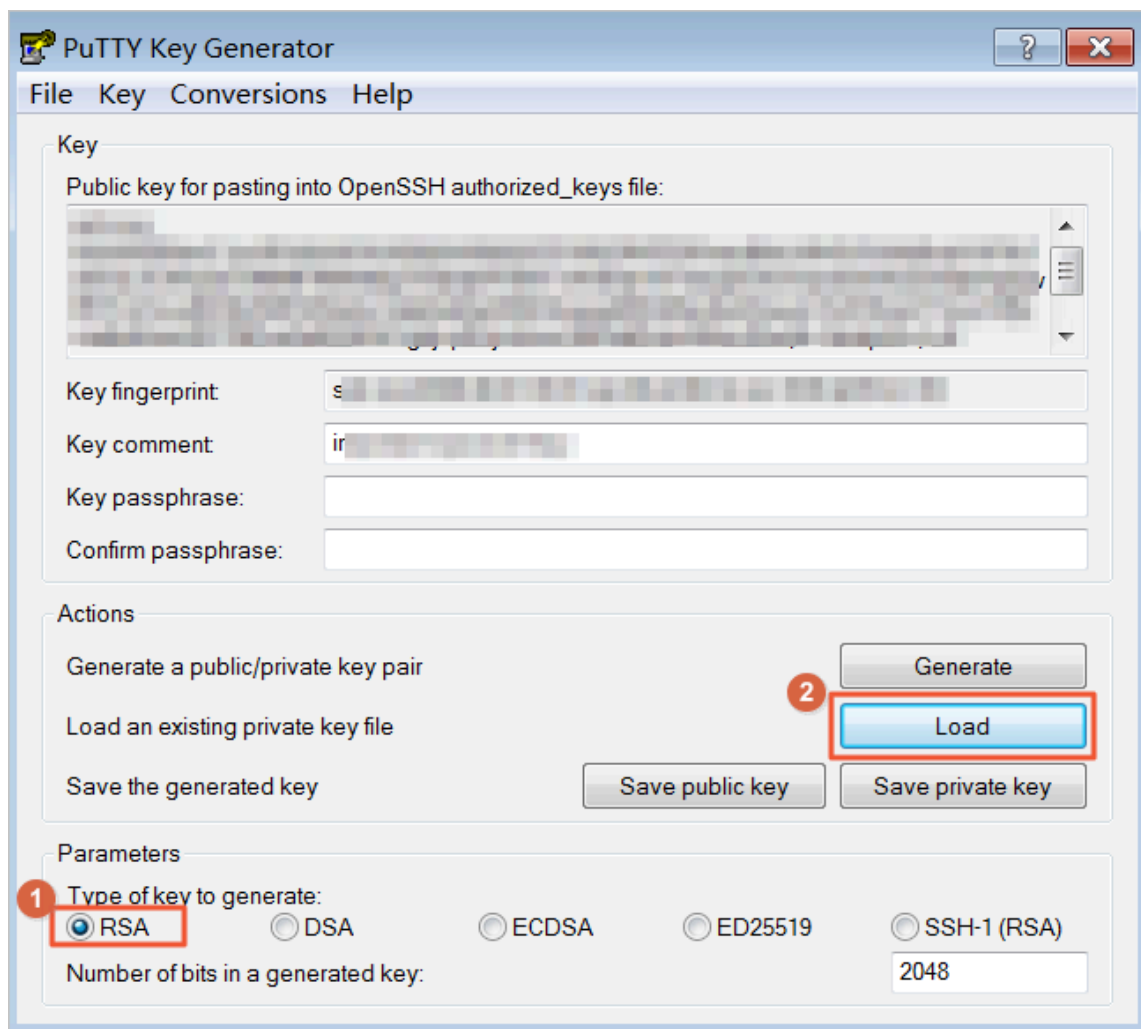 PuTTY Key Generator
File Key Conversions Help
Key
Public key for pasting into OpenSSH authorized_keys file:
Key fingerprint:
Key comment:
Key passphrase:
Confirm passphrase:
Actions
Generate a public/private key pair
Generate
2
Load an existing private key file
Load
Save the generated key
Save public key
Save private key
Parameters
1
Type of key to generate:
RSA DSA ECDSA ED25519 SSH-1 (RSA)
Number of bits in a generated key:
2048